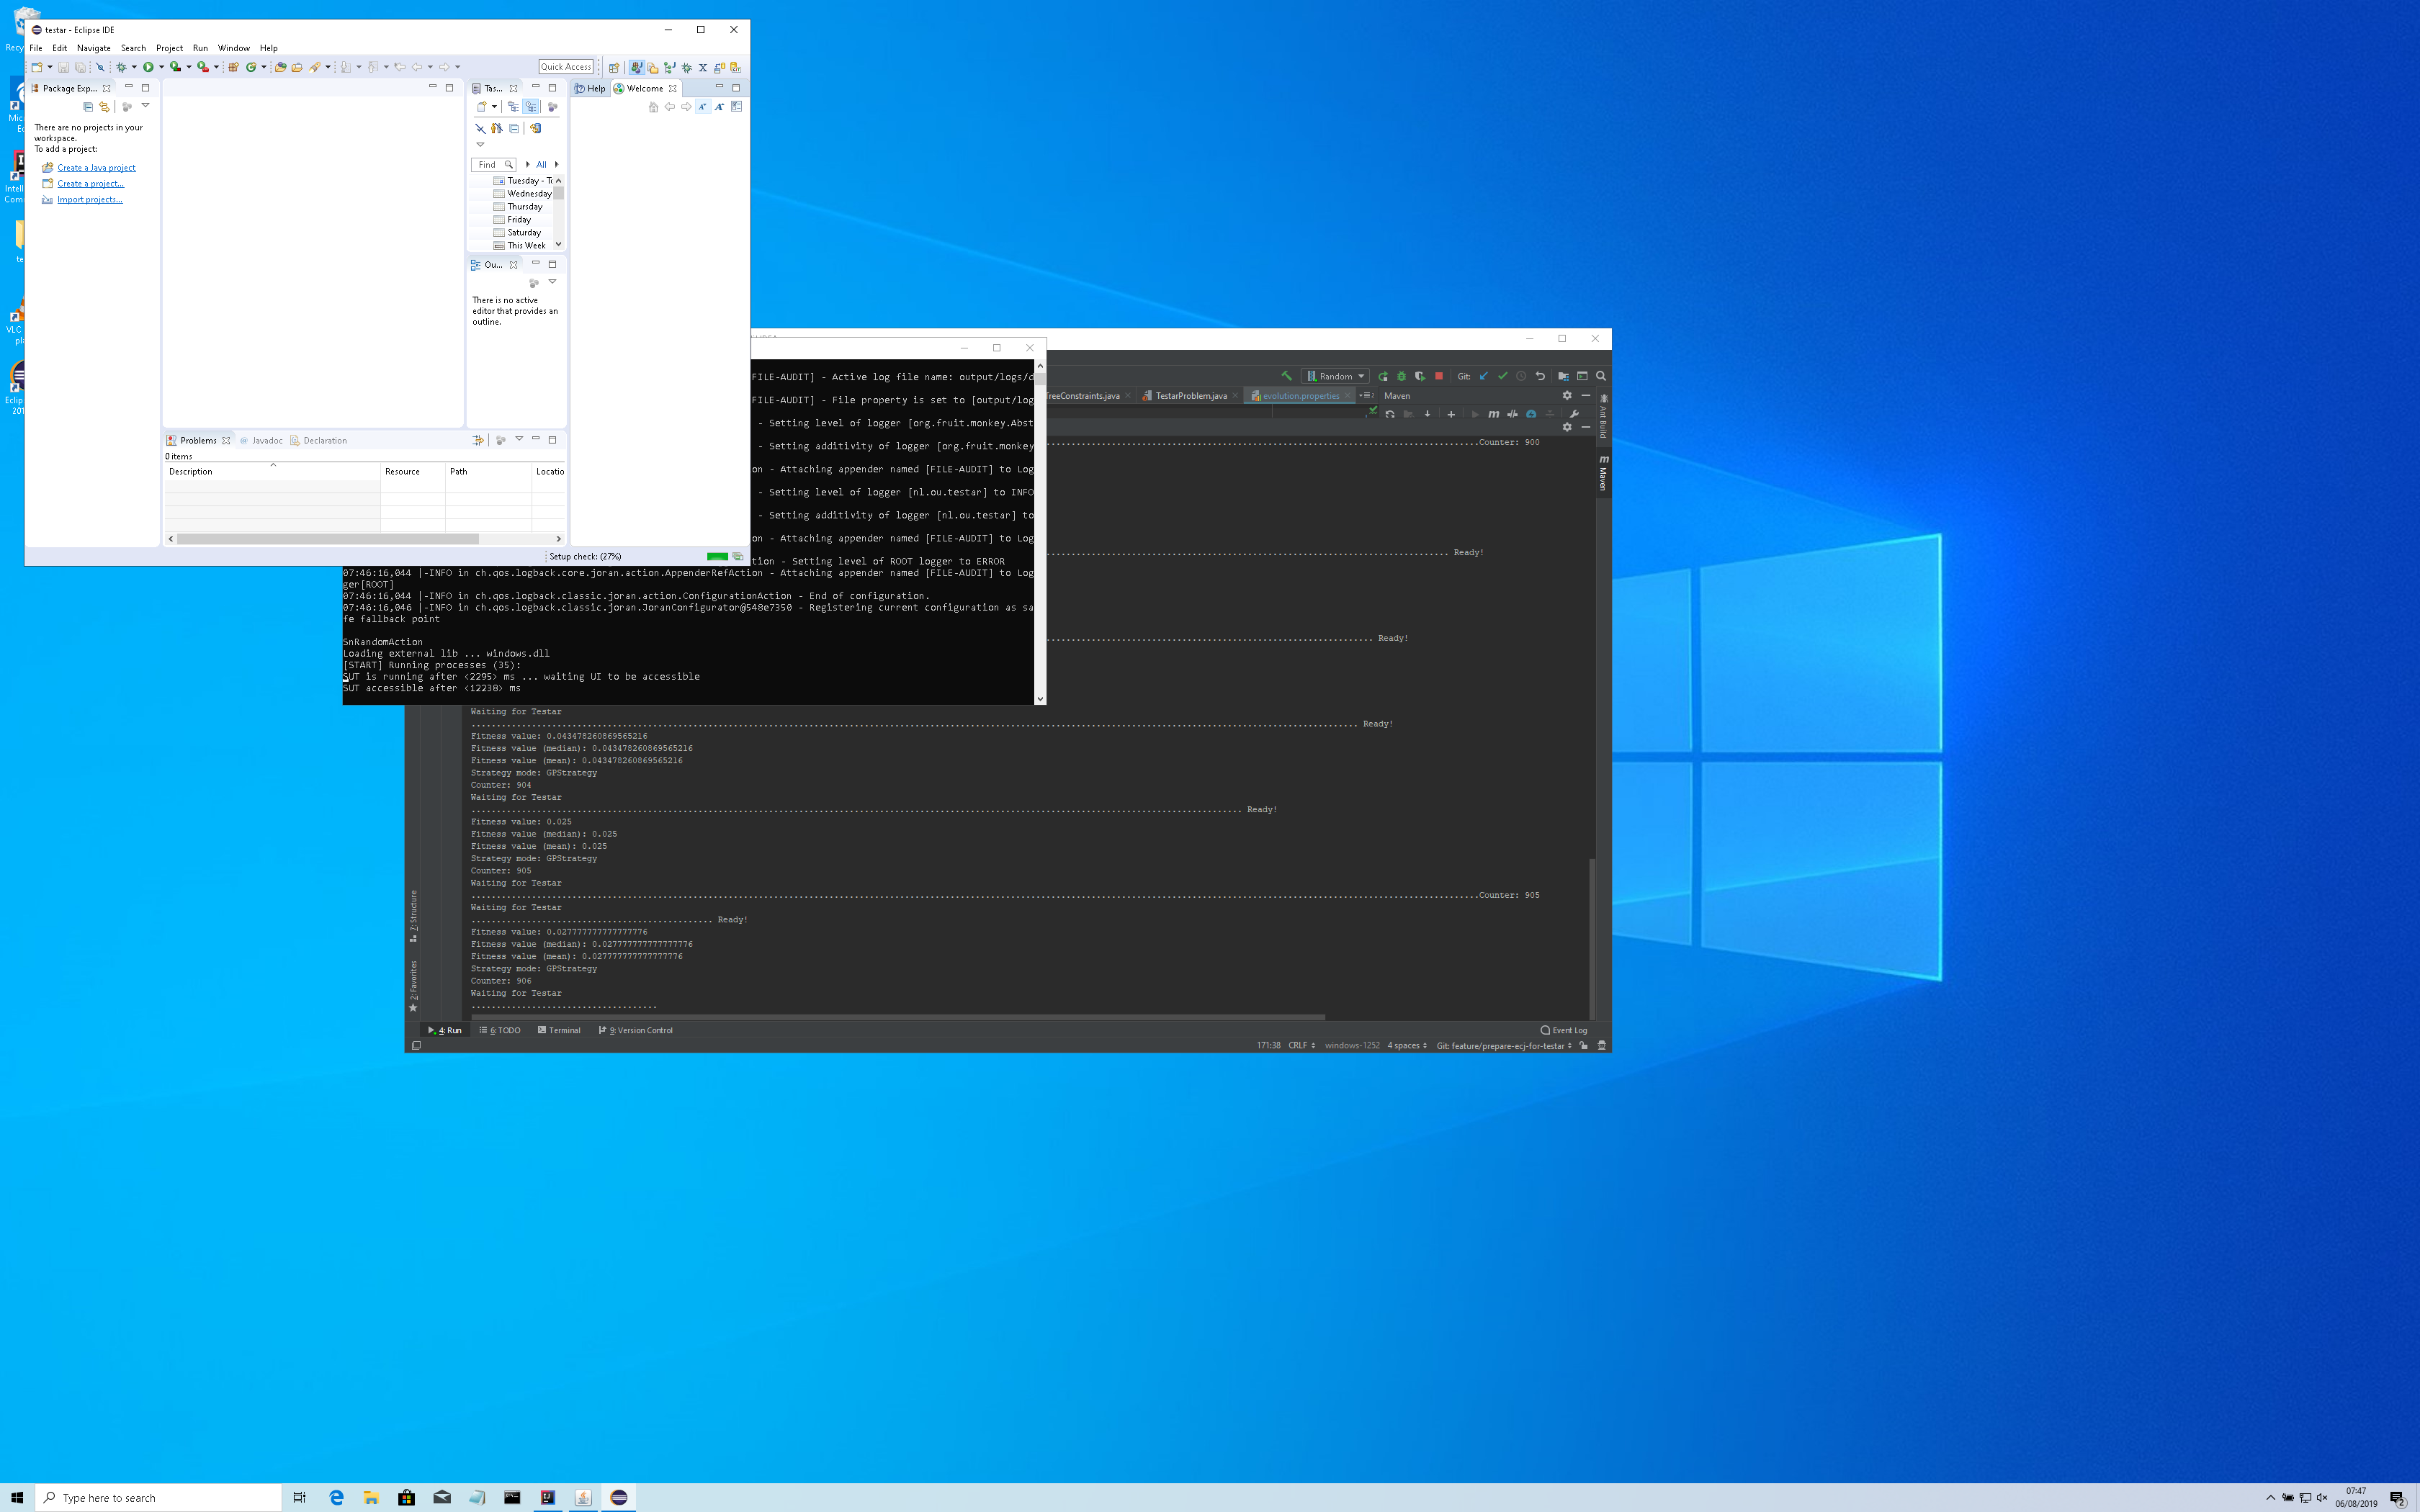 testar - Eclipse IDE
File Edit Navigate Search Project Run Window Help
Quick Access
Package Exp...
There are no projects in your
workspace.
To add a project:
Create a Java project
Create a project...
Import projects...
Tas...
Find
All
Tuesday - T
Wednesday
Thursday
Friday
Saturday
This Week
Ou...
There is no active
editor that provides an
outline.
Help
Welcome
Problems Javadoc Declaration
0 items
Description Resource Path Locatio
Setup check: (27%)
FILE-AUDIT] - Active log file name: output/logs/d
FILE-AUDIT] - File property is set to [output/log
- Setting level of logger [org.fruit.monkey.Abst
- Setting additivity of logger [org.fruit.monkey
on - Attaching appender named [FILE-AUDIT] to Log
- Setting level of logger [nl.ou.testar] to INFO
- Setting additivity of logger [nl.ou.testar] to
on - Attaching appender named [FILE-AUDIT] to Log
tion - Setting level of ROOT logger to ERROR
07:46:16,044 |-INFO in ch.qos.logback.core.joran.action.AppenderRefAction - Attaching appender named [FILE-AUDIT] to Log
ger[ROOT]
07:46:16,044 |-INFO in ch.qos.logback.classic.joran.action.ConfigurationAction - End of configuration.
07:46:16,046 |-INFO in ch.qos.logback.classic.joran.JoranConfigurator@548e7350 - Registering current configuration as sa
fe fallback point
SnRandomAction
Loading external lib ... windows.dll
[START] Running processes (35):
SUT is running after <2295> ms ... waiting UI to be accessible
SUT accessible after <12238> ms
Random
Git:
TreeConstraints.java TestarProblem.java evolution.properties
Maven
Ant Build
Maven
Counter: 900
Ready!
Ready!
Waiting for Testar
Ready!
Fitness value: 0.043478260869565216
Fitness value (median): 0.043478260869565216
Fitness value (mean): 0.043478260869565216
Strategy mode: GPStrategy
Counter: 904
Waiting for Testar
Ready!
Fitness value: 0.025
Fitness value (median): 0.025
Fitness value (mean): 0.025
Strategy mode: GPStrategy
Counter: 905
Waiting for Testar
Counter: 905
Waiting for Testar
Ready!
Fitness value: 0.027777777777777776
Fitness value (median): 0.027777777777777776
Fitness value (mean): 0.027777777777777776
Strategy mode: GPStrategy
Counter: 906
Waiting for Testar
7: Structure
2: Favorites
4: Run 6: TODO Terminal 9: Version Control
Event Log
171:38 CRLF windows-1252 4 spaces Git: feature/prepare-ecj-for-testar
Type here to search
07:47
06/08/2019
2